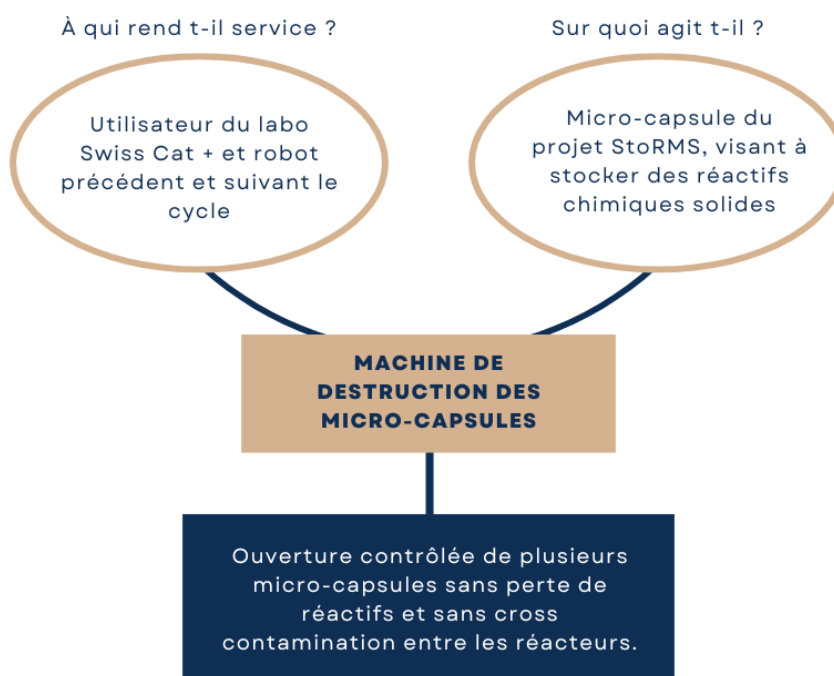 À qui rend t-il service ?
Sur quoi agit t-il ?
Utilisateur du labo
Swiss Cat + et robot
précédent et suivant le
cycle
Micro-capsule du
projet StoRMS, visant à
stocker des réactifs
chimiques solides
MACHINE DE
DESTRUCTION DES
MICRO-CAPSULES
Ouverture contrôlée de plusieurs
micro-capsules sans perte de
réactifs et sans cross
contamination entre les réacteurs.